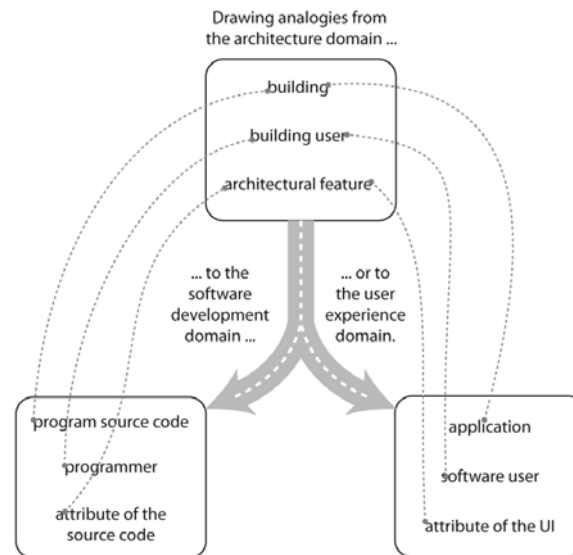 Drawing analogies from
the architecture domain ...
building
building user
architectural feature
... to the
software
development
domain ...
... or to
the user
experience
domain.
program source code
programmer
attribute of the
source code
application
software user
attribute of the UI